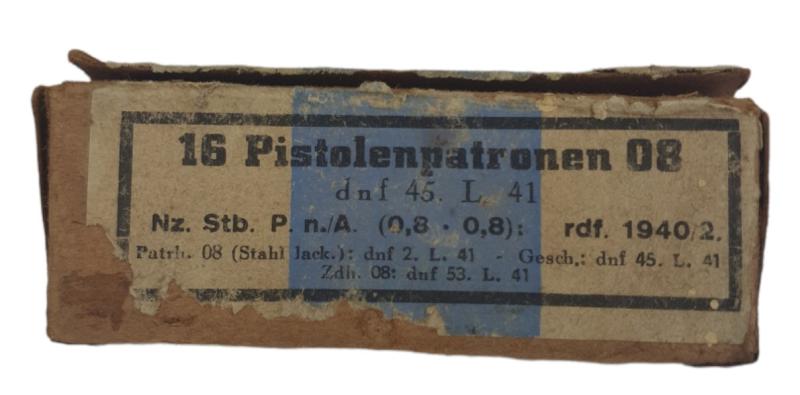 16 Pistolenpatronen 08
dnf 45. L. 41
Nz. Stb. P. n./A. (0,8 · 0,8): rdf. 1940/2.
Patrh. 08 (Stahl lack.): dnf 2. L. 41 - Gesch.: dnf 45. L. 41
Zdh. 08: dnf 53. L. 41